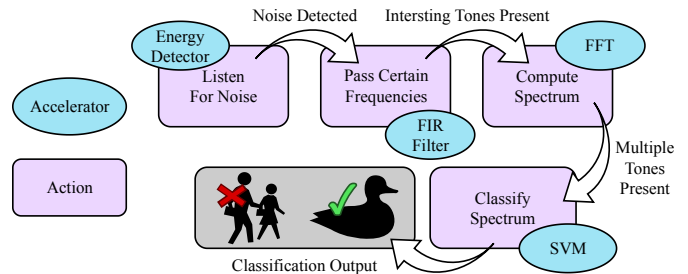 Noise Detected
Intersting Tones Present
Energy
Detector
Listen
For Noise
Pass Certain
Frequencies
FIR
Filter
Compute
Spectrum
FFT
Accelerator
Action
Multiple
Tones
Present
Classify
Spectrum
SVM
Classification Output